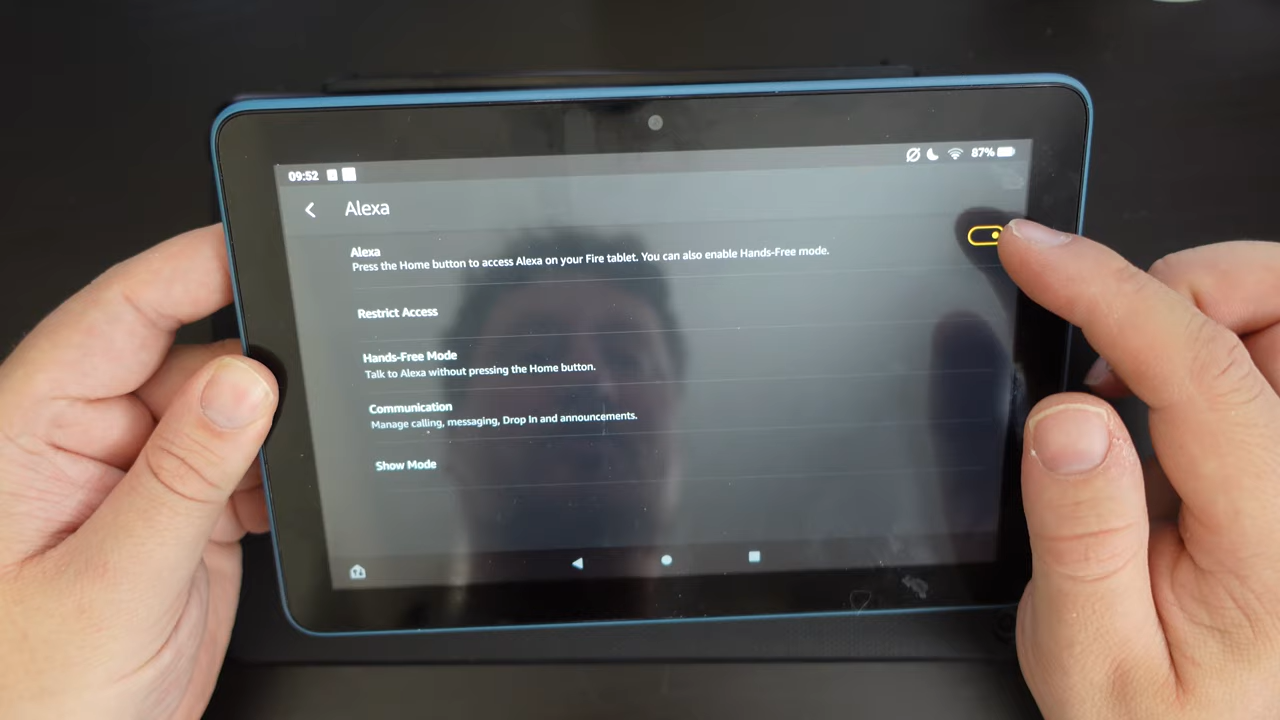 09:52
87%
Alexa
Alexa
Press the Home button to access Alexa on your Fire tablet. You can also enable Hands-Free mode.
Restrict Access
Hands-Free Mode
Talk to Alexa without pressing the Home button.
Communication
Manage calling, messaging, Drop In and announcements.
Show Mode